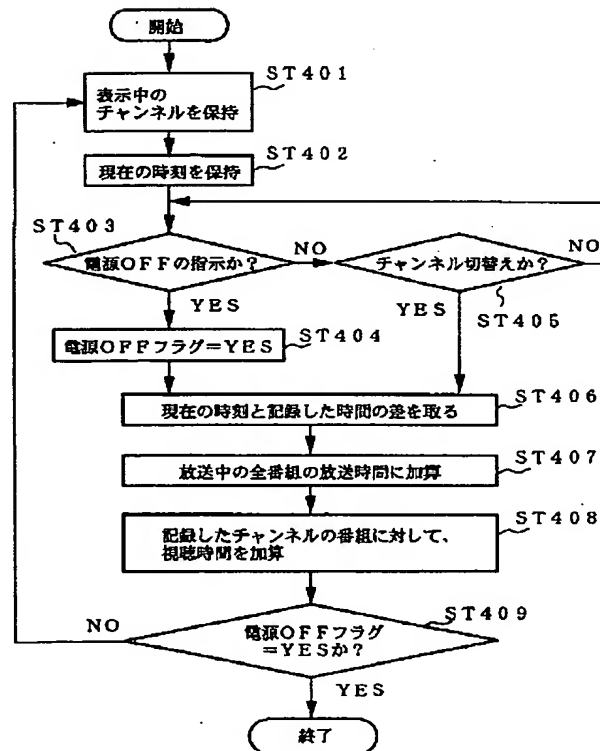 開始
ST401
表示中の
チャンネルを保持
ST402
現在の時刻を保持
ST403
電源OFFの指示か?
NO
チャンネル切替えか?
NO
YES
YES
ST405
ST404
電源OFFフラグ=YES
ST406
現在の時刻と記録した時間の差を取る
ST407
放送中の全番組の放送時間に加算
ST408
記録したチャンネルの番組に対して、
視聴時間を加算
ST409
NO
電源OFFフラグ
=YESか?
YES
終了